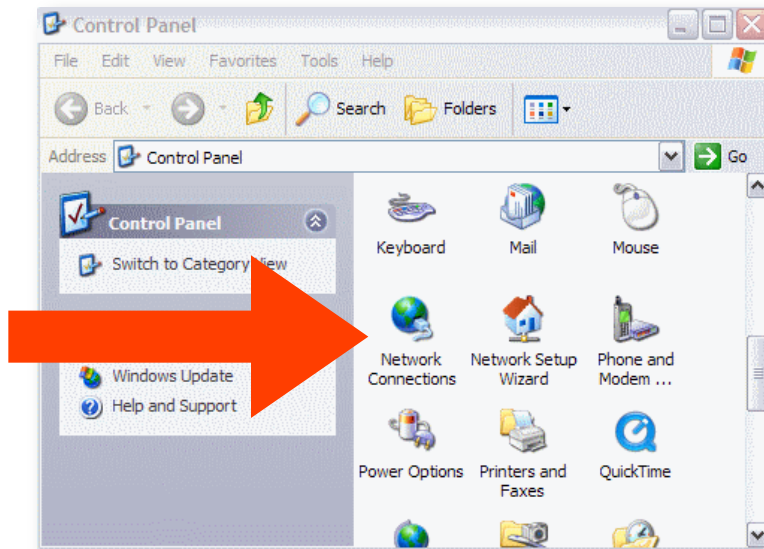 Control Panel
File Edit View Favorites Tools Help
Back Search Folders
Address Control Panel Go
Control Panel
Switch to Category View
Windows Update
Help and Support
Keyboard Mail Mouse
Network Connections
Network Setup Wizard
Phone and Modem ...
Power Options
Printers and Faxes
QuickTime